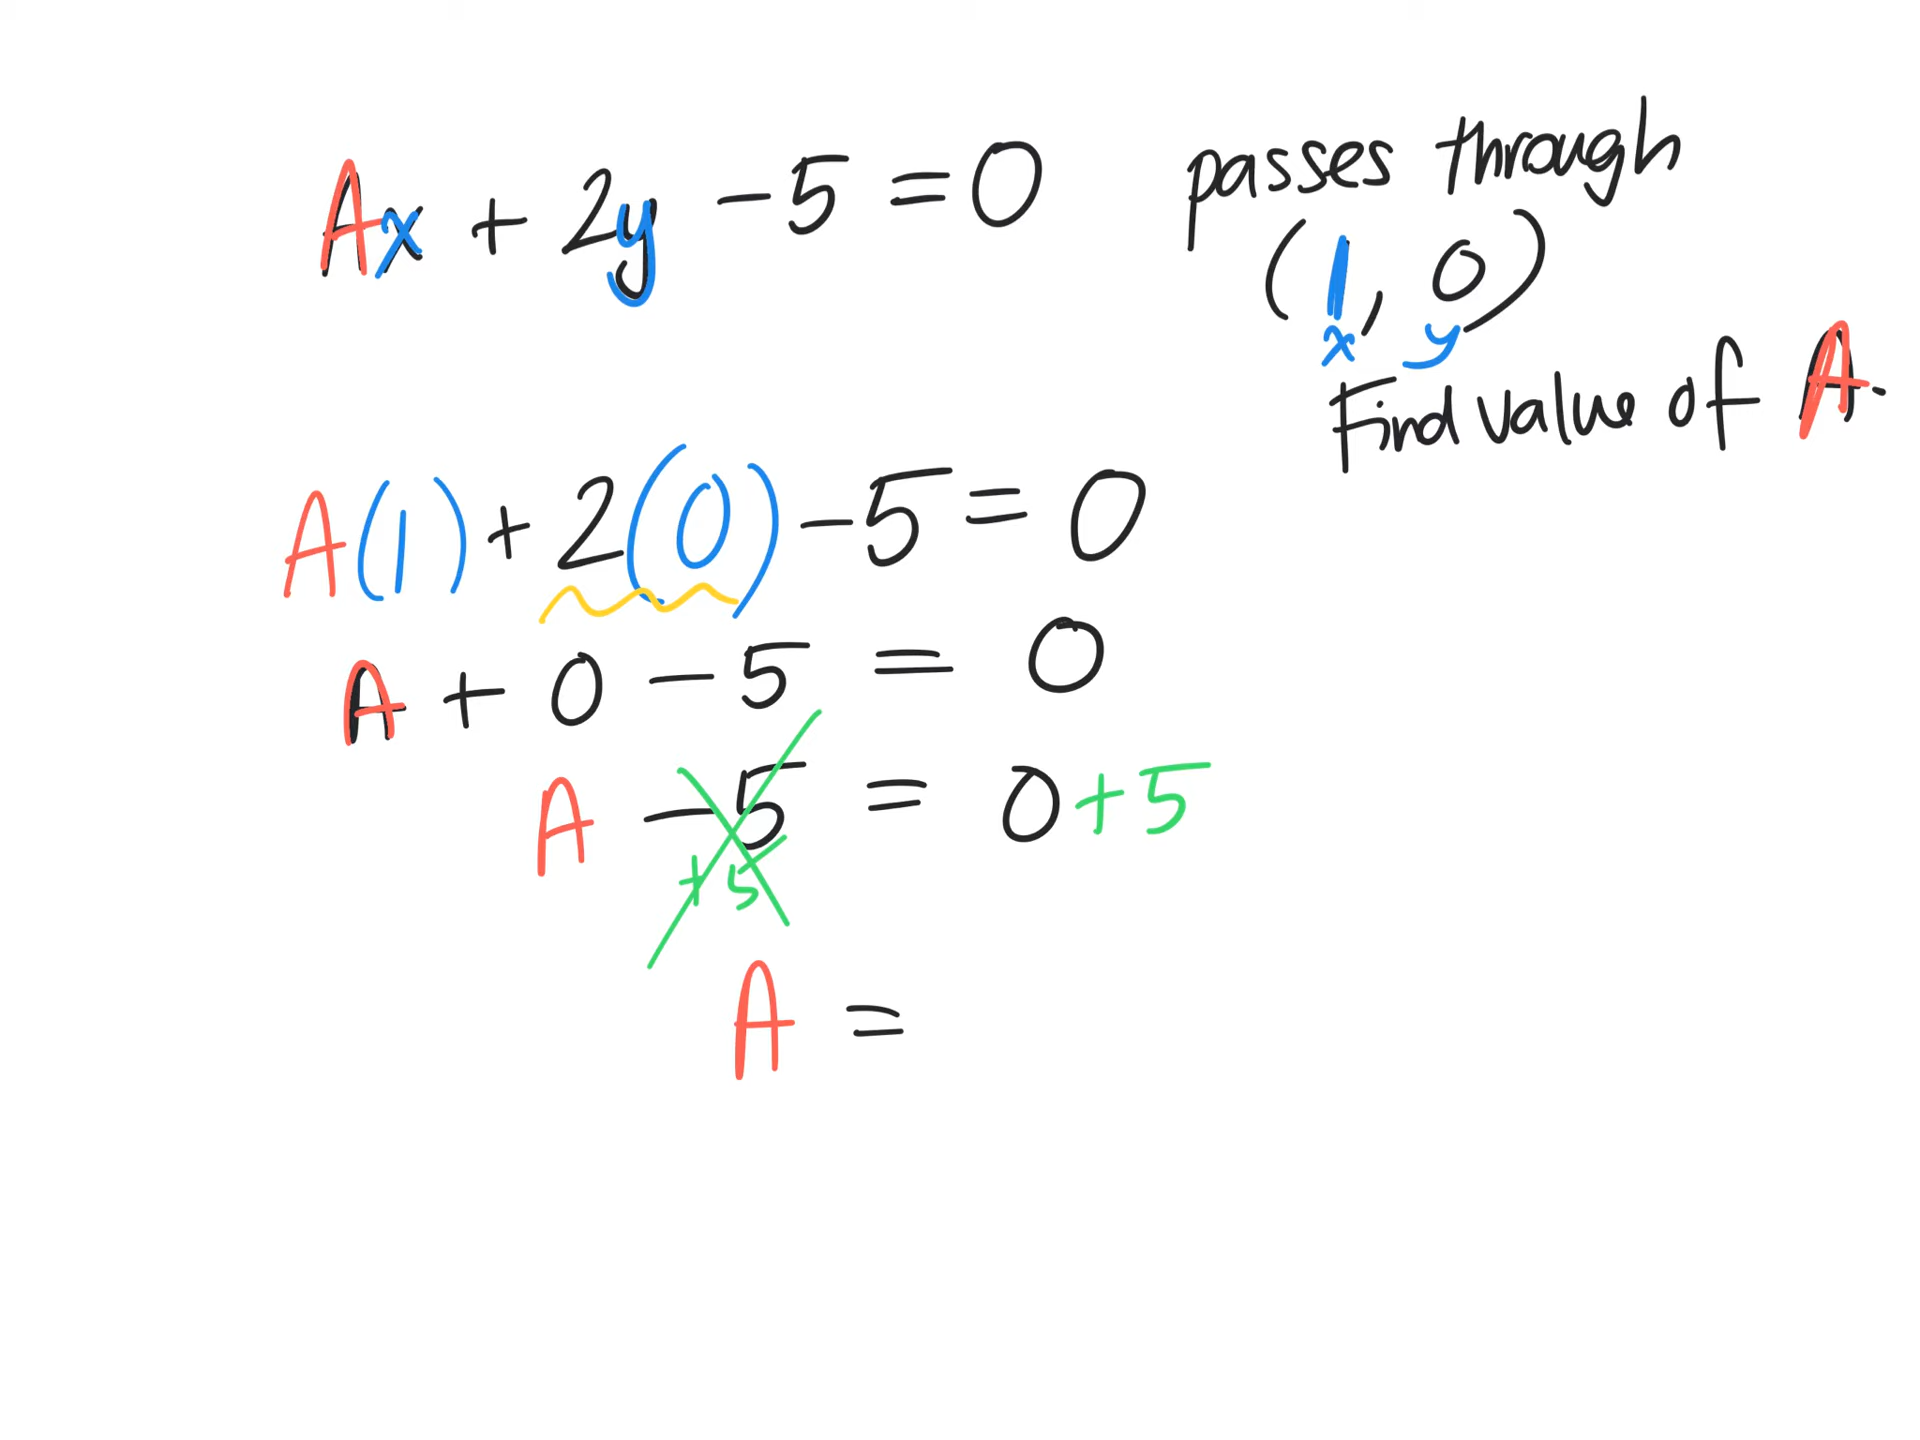 Ax + 2y - 5 = 0 passes through
(1, 0)
x y
Find value of A.
A(1) + 2(0) - 5 = 0
A + 0 - 5 = 0
A - 5 = 0 + 5
+5
A =